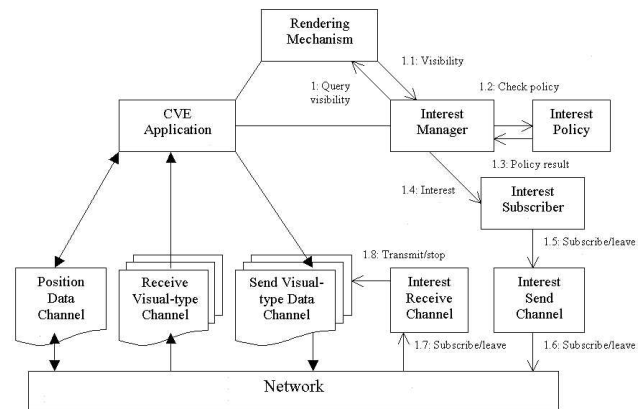 Rendering
Mechanism
1.1: Visibility
1: Query
visibility
1.2: Check policy
CVE
Application
Interest
Manager
Interest
Policy
1.3: Policy result
1.4: Interest
Interest
Subscriber
1.5: Subscribe/leave
1.8: Transmit/stop
Position
Data
Channel
Receive
Visual-type
Channel
Send Visual-
type Data
Channel
Interest
Receive
Channel
Interest
Send
Channel
1.7: Subscribe/leave
1.6: Subscribe/leave
Network